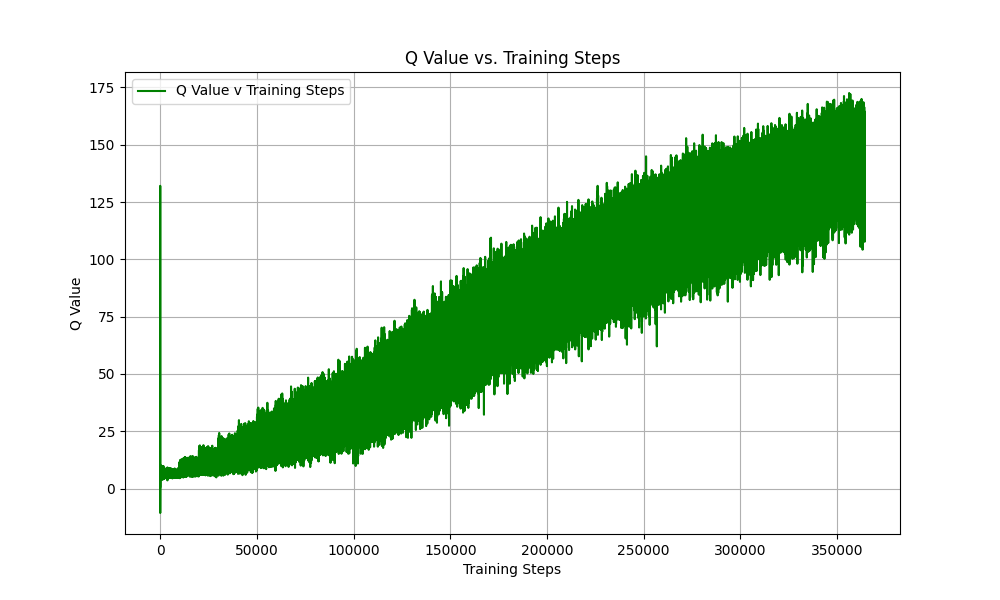 Q Value vs. Training Steps
Q Value v Training Steps
175
150
125
100
75
50
25
0
Q Value
0 50000 100000 150000 200000 250000 300000 350000
Training Steps